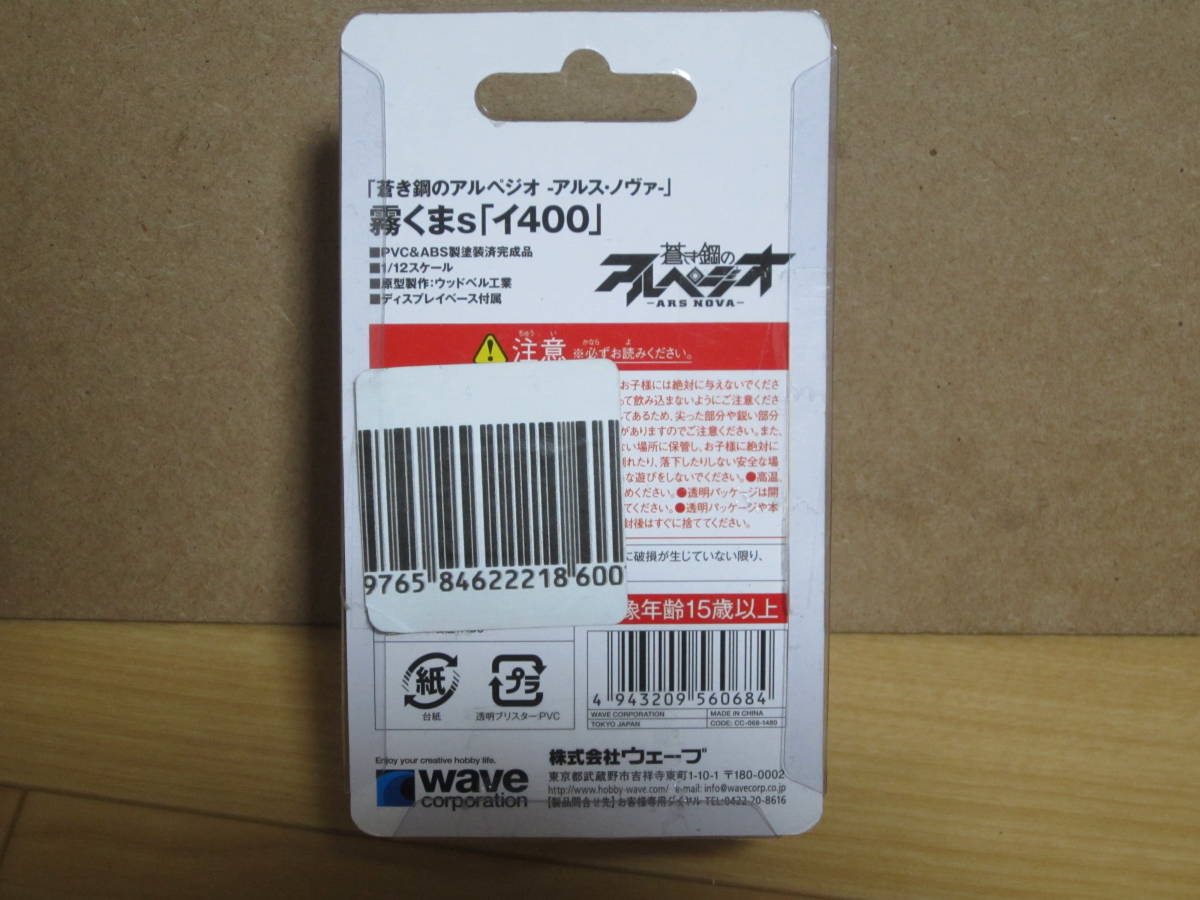 「蒼き鋼のアルペジオ -アルス・ノヴァ-」
霧くまs「イ400」
■PVC&ABS製塗装済完成品
■1/12スケール
■原型製作：ウッドベル工業
■ディスプレイベース付属
蒼き鋼の
アルペジオ
-ARS NOVA-
ちゅう い かなら よ
注意 ※必ずお読みください。
お子様には絶対に与えないでくださ
って飲み込まないようにご注意くださ
てあるため、尖った部分や鋭い部分
がありますのでご注意ください。また、
ない場所に保管し、お子様に絶対に
倒れたり、落下したりしない安全な場
な遊びをしないでください。●高温、
めください。●透明パッケージは開
てください。●透明パッケージや本
封後はすぐに捨ててください。
に破損が生じていない限り、
象年齢15歳以上
9765 84622218 600
紙
台紙
プラ
透明ブリスター：PVC
4 943209 560684
WAVE CORPORATION MADE IN CHINA
TOKYO JAPAN CODE: CC-068-1480
Enjoy your creative hobby life.
wave
corporation
株式会社ウェーブ
東京都武蔵野市吉祥寺東町1-10-1 〒180-0002
http://www.hobby-wave.com/ e-mail: info@wavecorp.co.jp
【製品問合せ先】お客様専用ダイヤル TEL:0422-20-8616